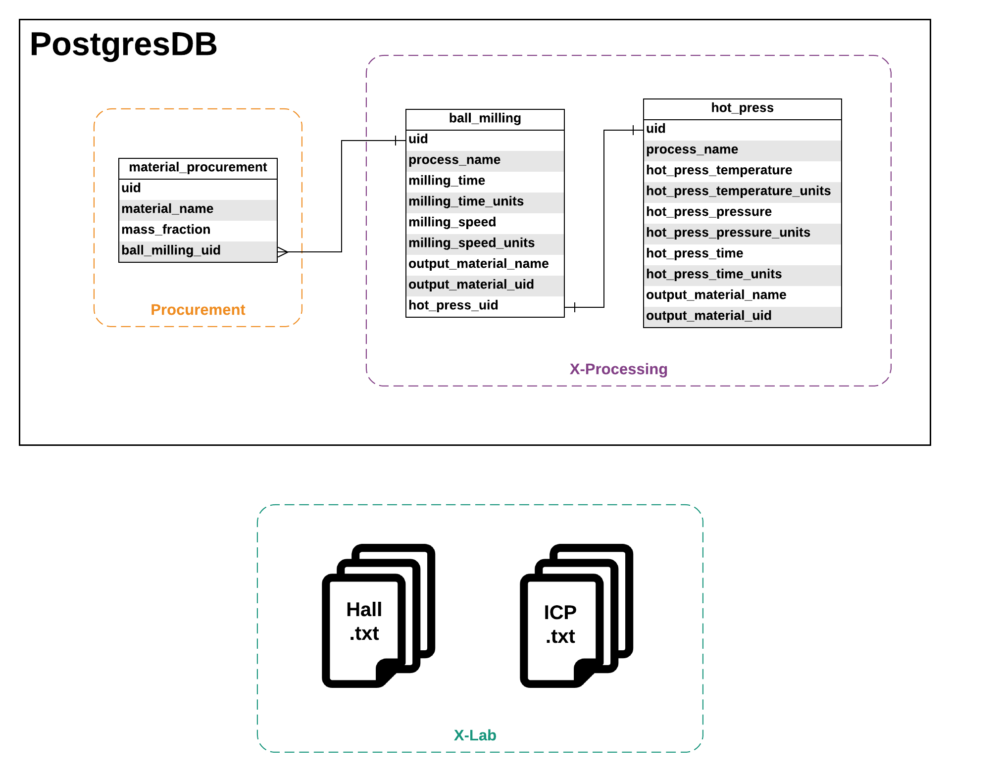 PostgresDB
material_procurement
uid
material_name
mass_fraction
ball_milling_uid
Procurement
ball_milling
uid
process_name
milling_time
milling_time_units
milling_speed
milling_speed_units
output_material_name
output_material_uid
hot_press_uid
hot_press
uid
process_name
hot_press_temperature
hot_press_temperature_units
hot_press_pressure
hot_press_pressure_units
hot_press_time
hot_press_time_units
output_material_name
output_material_uid
X-Processing
Hall
.txt
ICP
.txt
X-Lab